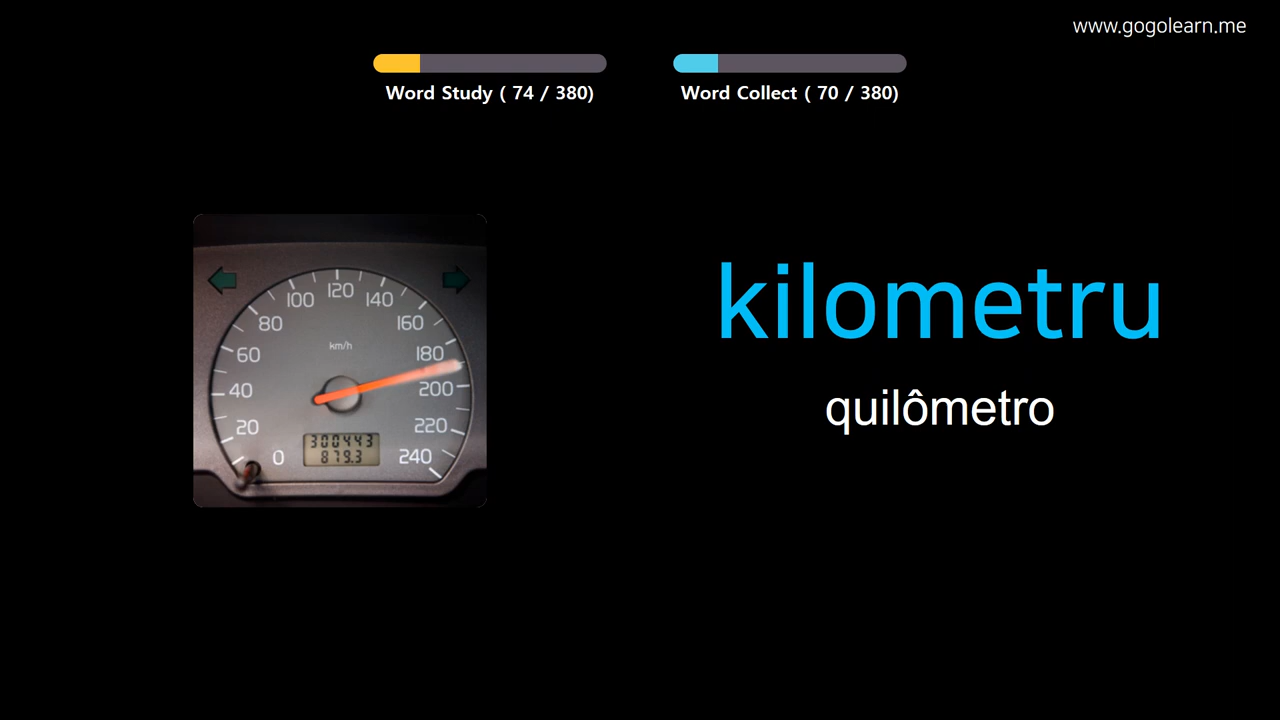 www.gogolearn.me
Word Study ( 74 / 380)
Word Collect ( 70 / 380)
kilometru
quilômetro
120
100
140
80
160
km/h
60
180
40
200
20
220
300443
879.3
0
240